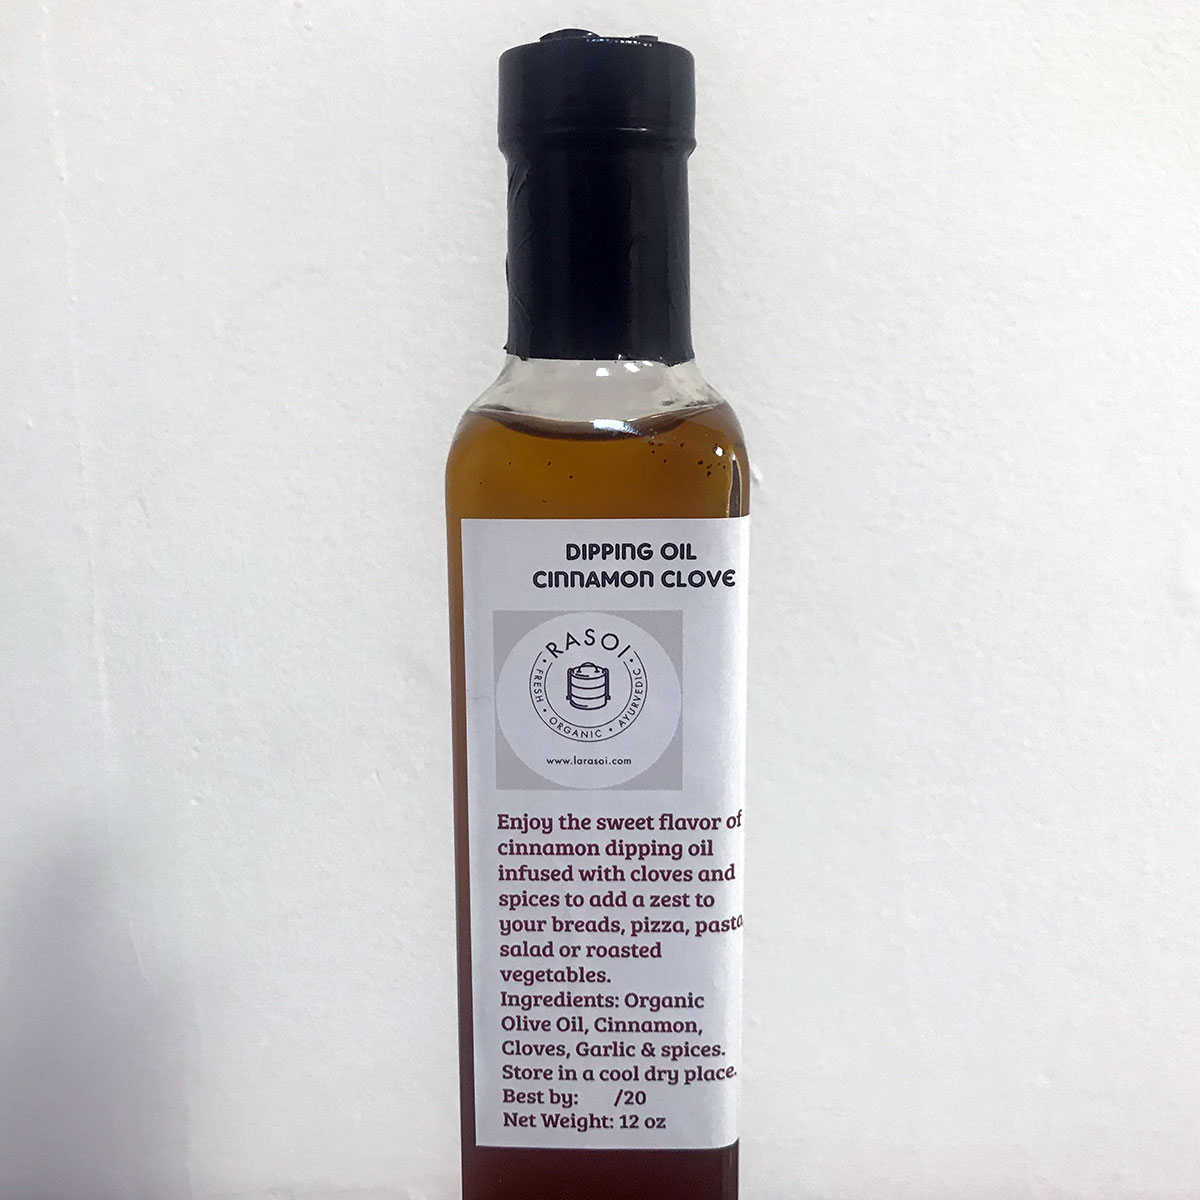 DIPPING OIL
CINNAMON CLOVE
RASOI
• FRESH • ORGANIC • AYURVEDIC •
www.larasoi.com
Enjoy the sweet flavor of
cinnamon dipping oil
infused with cloves and
spices to add a zest to
your breads, pizza, pasta
salad or roasted
vegetables.
Ingredients: Organic
Olive Oil, Cinnamon,
Cloves, Garlic & spices.
Store in a cool dry place.
Best by: /20
Net Weight: 12 oz